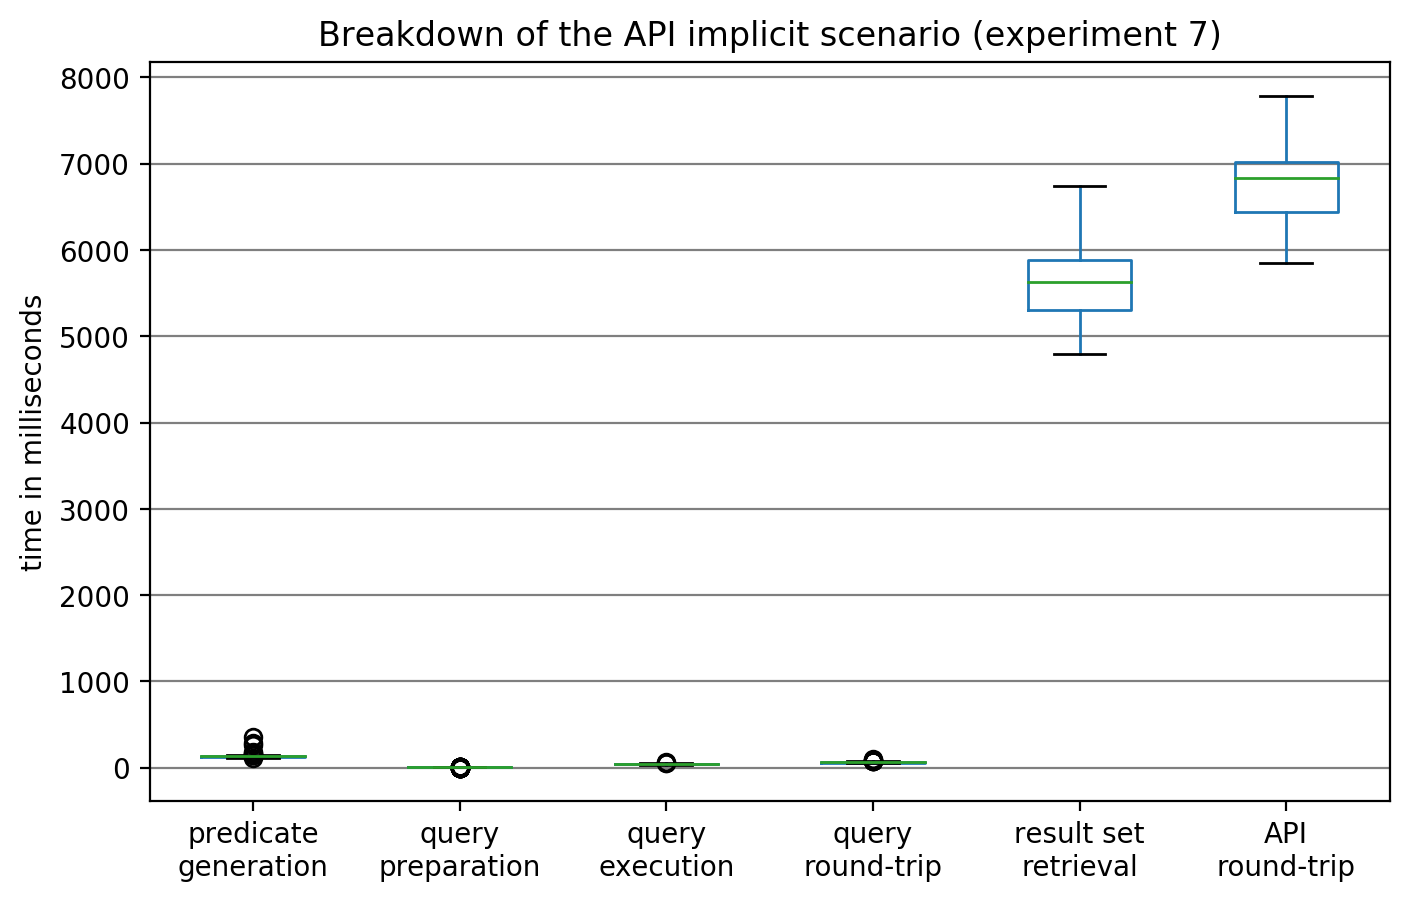 Breakdown of the API implicit scenario (experiment 7)
time in milliseconds
8000
7000
6000
5000
4000
3000
2000
1000
0
predicate
generation
query
preparation
query
execution
query
round-trip
result set
retrieval
API
round-trip